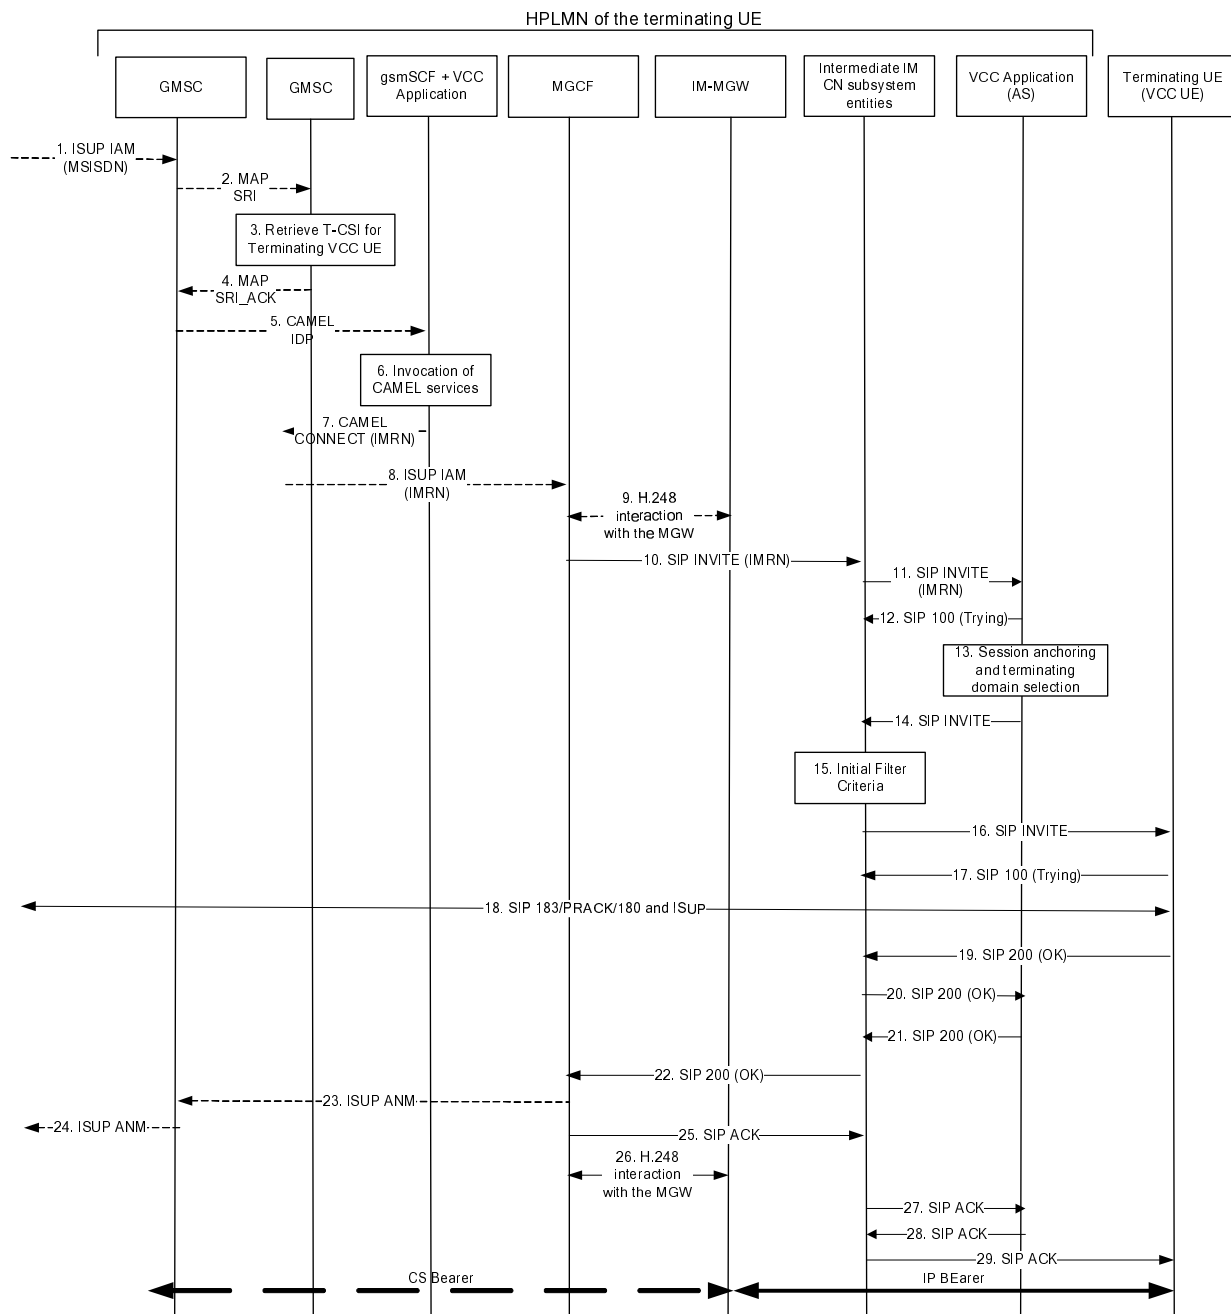 HPLMN of the terminating UE
GMSC
GMSC
gsmSCF + VCC
Application
MGCF
IM-MGW
Intermediate IM
CN subsystem
entities
VCC Application
(AS)
Terminating UE
(VCC UE)
1. ISUP IAM
(MSISDN)
2. MAP
SRI
3. Retrieve T-CSI for
Terminating VCC UE
4. MAP
SRI_ACK
5. CAMEL
IDP
6. Invocation of
CAMEL services
7. CAMEL
CONNECT (IMRN)
8. ISUP IAM
(IMRN)
9. H.248
interaction
with the MGW
10. SIP INVITE (IMRN)
11. SIP INVITE
(IMRN)
12. SIP 100 (Trying)
13. Session anchoring
and terminating
domain selection
14. SIP INVITE
15. Initial Filter
Criteria
16. SIP INVITE
17. SIP 100 (Trying)
18. SIP 183/PRACK/180 and ISUP
19. SIP 200 (OK)
20. SIP 200 (OK)
21. SIP 200 (OK)
22. SIP 200 (OK)
23. ISUP ANM
24. ISUP ANM
25. SIP ACK
26. H.248
interaction
with the MGW
27. SIP ACK
28. SIP ACK
29. SIP ACK
CS Bearer
IP BEarer